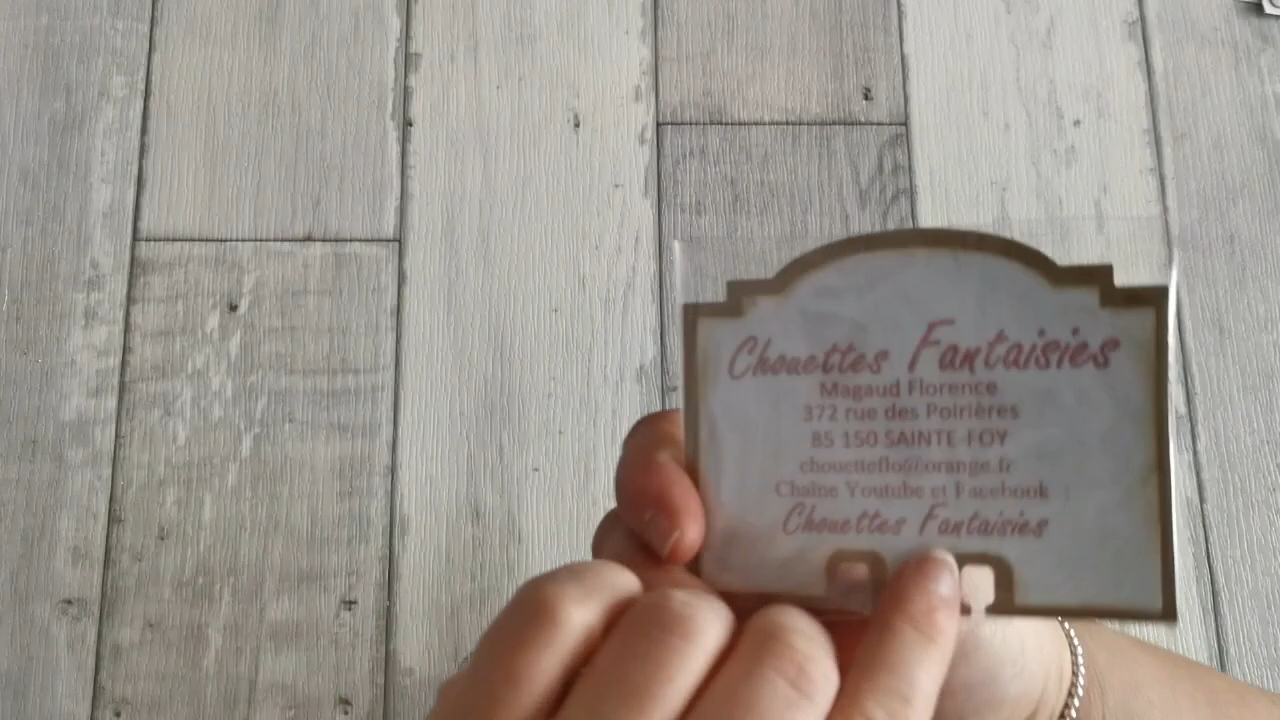 Chouettes Fantaisies
Magaud Florence
372 rue des Poirières
85 150 SAINTE FOY
chouetteflo@orange.fr
Chaîne Youtube et Facebook
Chouettes Fantaisies